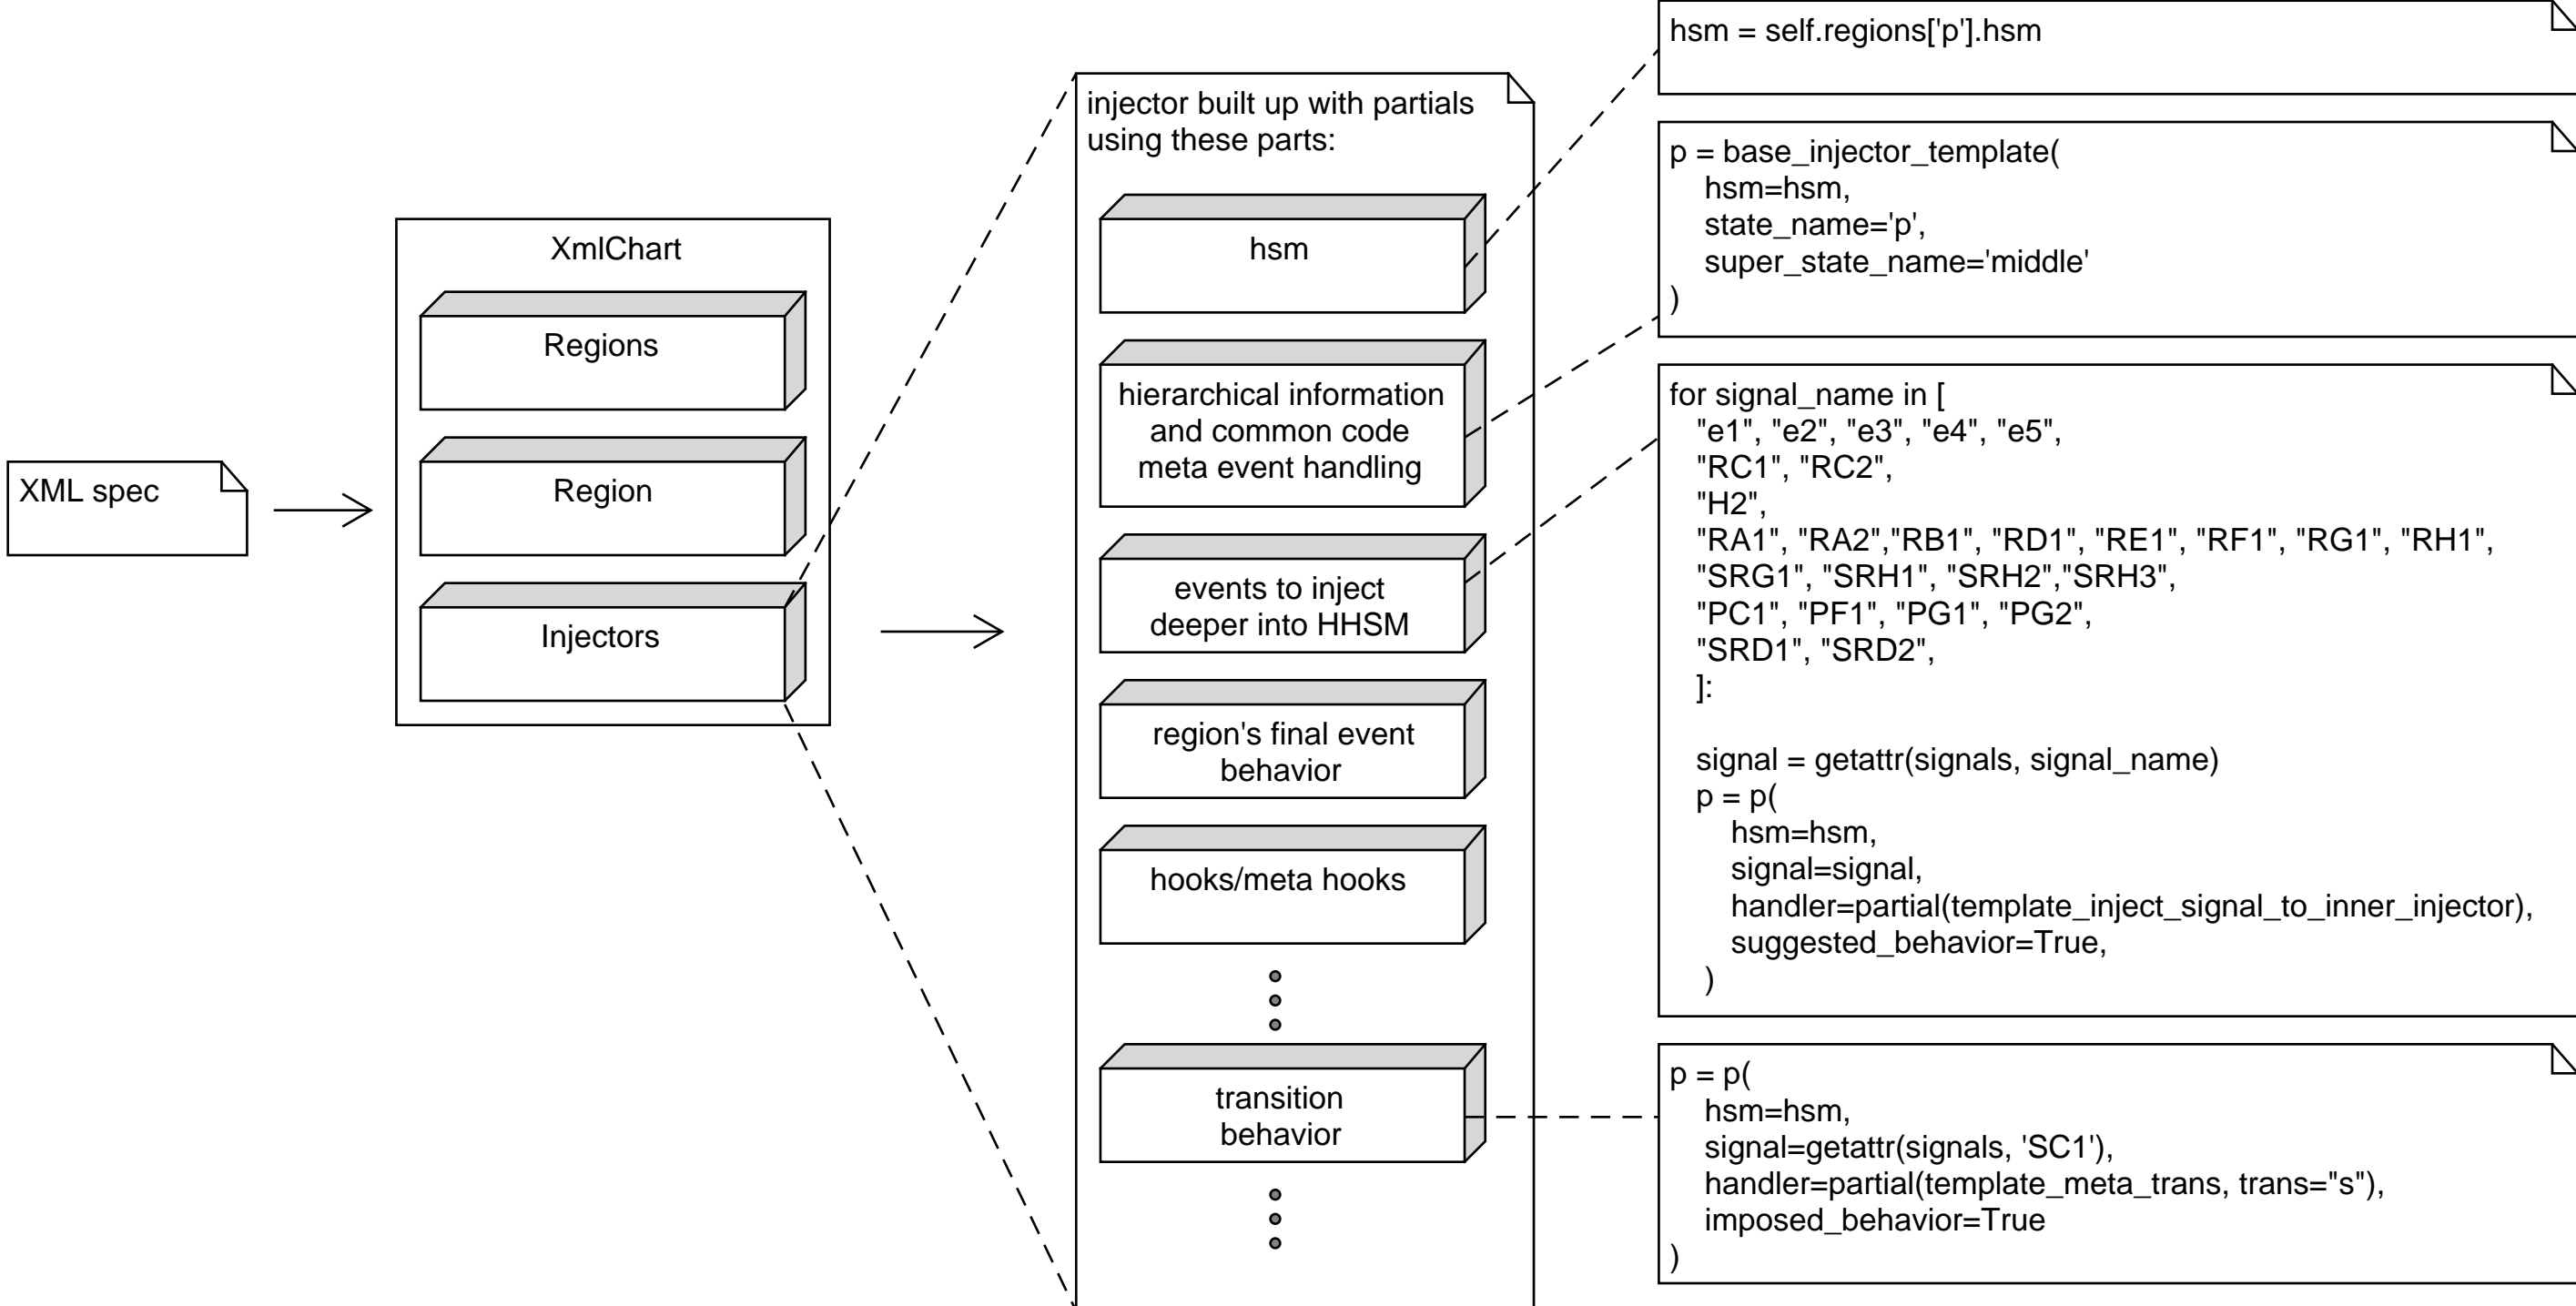 XML spec
XmlChart
Regions
Region
Injectors
injector built up with partials
using these parts:
hsm
hierarchical information
and common code
meta event handling
events to inject
deeper into HHSM
region's final event
behavior
hooks/meta hooks
transition
behavior
hsm = self.regions['p'].hsm
p = base_injector_template(
hsm=hsm,
state_name='p',
super_state_name='middle'
)
for signal_name in [
"e1", "e2", "e3", "e4", "e5",
"RC1", "RC2",
"H2",
"RA1", "RA2","RB1", "RD1", "RE1", "RF1", "RG1", "RH1",
"SRG1", "SRH1", "SRH2","SRH3",
"PC1", "PF1", "PG1", "PG2",
"SRD1", "SRD2",
]:
signal = getattr(signals, signal_name)
p = p(
hsm=hsm,
signal=signal,
handler=partial(template_inject_signal_to_inner_injector),
suggested_behavior=True,
)
p = p(
hsm=hsm,
signal=getattr(signals, 'SC1'),
handler=partial(template_meta_trans, trans="s"),
imposed_behavior=True
)